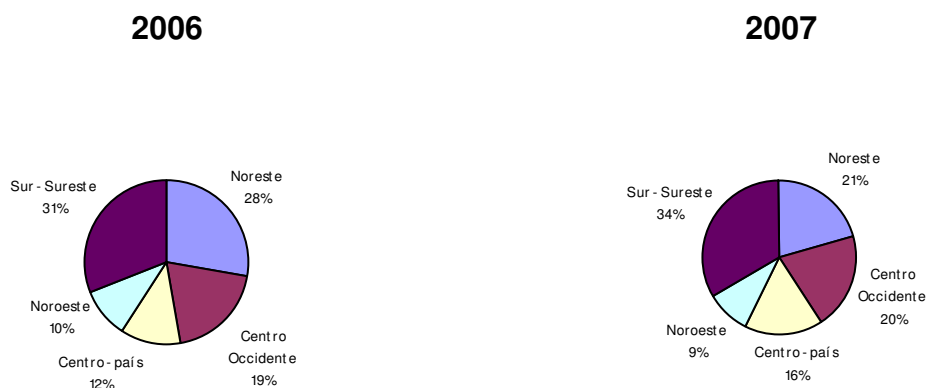 2006
Noreste
28%
Centro
Occidente
19%
Centro-país
12%
Noroeste
10%
Sur-Sureste
31%
2007
Noreste
21%
Centro
Occidente
20%
Centro-país
16%
Noroeste
9%
Sur-Sureste
34%